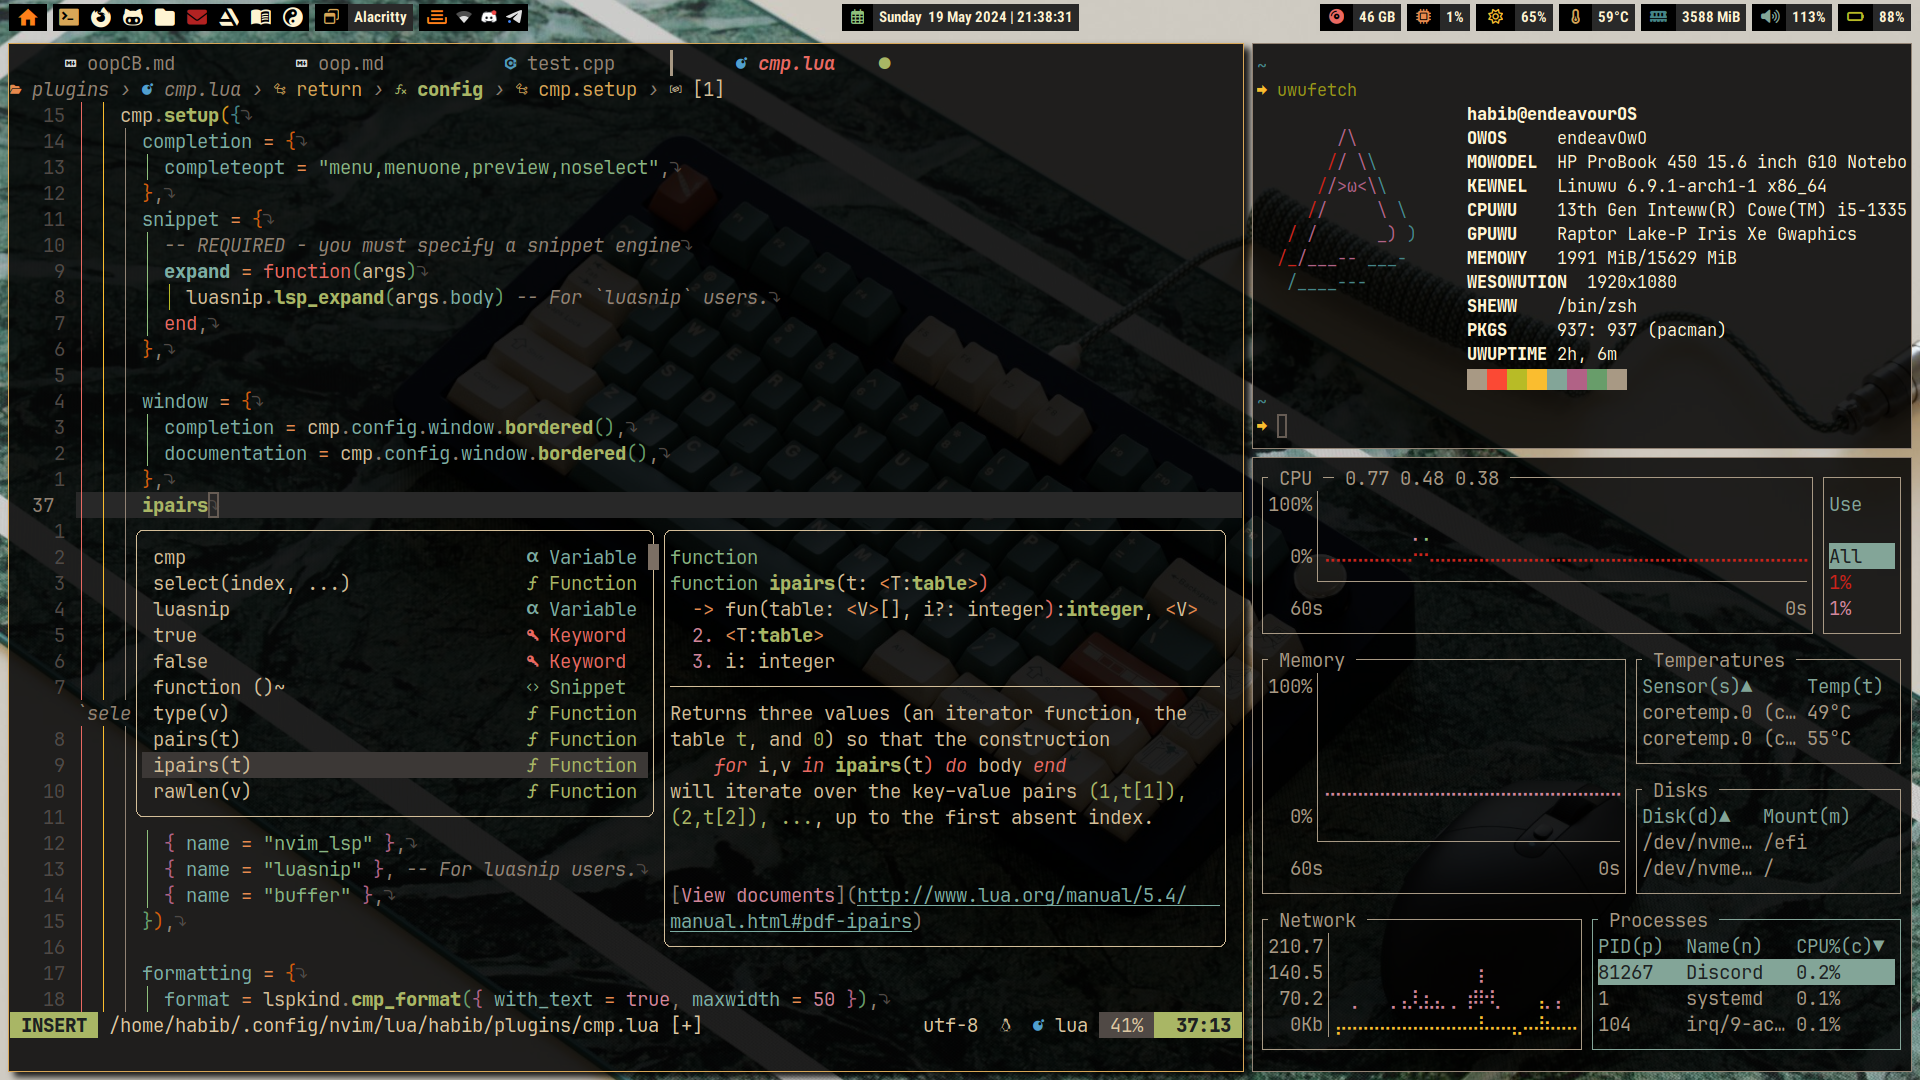 Alacritty
Sunday 19 May 2024 | 21:38:31
46 GB
1%
65%
59°C
3588 MiB
113%
88%
oopCB.md
oop.md
test.cpp
cmp.lua
plugins › cmp.lua › return › config › cmp.setup › [1]
15 cmp.setup({
14 completion = {
13 completeopt = "menu,menuone,preview,noselect",
12 },
11 snippet = {
10 -- REQUIRED - you must specify a snippet engine
9 expand = function(args)
8 luasnip.lsp_expand(args.body) -- For `luasnip` users.
7 end,
6 },
5
4 window = {
3 completion = cmp.config.window.bordered(),
2 documentation = cmp.config.window.bordered(),
1 },
37 ipairs
1
2 cmp α Variable
3 select(index, ...) ƒ Function
4 luasnip α Variable
5 true Keyword
6 false Keyword
7 function ()~ <> Snippet
`sele type(v) ƒ Function
8 pairs(t) ƒ Function
9 ipairs(t) ƒ Function
10 rawlen(v) ƒ Function
11
function
function ipairs(t: <T:table>)
-> fun(table: <V>[], i?: integer):integer, <V>
2. <T:table>
3. i: integer
Returns three values (an iterator function, the
table t, and 0) so that the construction
for i,v in ipairs(t) do body end
will iterate over the key-value pairs (1,t[1]),
(2,t[2]), ..., up to the first absent index.
[View documents](http://www.lua.org/manual/5.4/
manual.html#pdf-ipairs)
12 { name = "nvim_lsp" },
13 { name = "luasnip" }, -- For luasnip users.
14 { name = "buffer" },
15 }),
16
17 formatting = {
18 format = lspkind.cmp_format({ with_text = true, maxwidth = 50 }),
INSERT /home/habib/.config/nvim/lua/habib/plugins/cmp.lua [+]
utf-8 lua 41% 37:13
~
uwufetch
habib@endeavourOS
OWOS endeavOwO
MOWODEL HP ProBook 450 15.6 inch G10 Notebo
KEWNEL Linuwu 6.9.1-arch1-1 x86_64
CPUWU 13th Gen Inteww(R) Cowe(TM) i5-1335
GPUWU Raptor Lake-P Iris Xe Gwaphics
MEMOWY 1991 MiB/15629 MiB
WESOWUTION 1920x1080
SHEWW /bin/zsh
PKGS 937: 937 (pacman)
UWUPTIME 2h, 6m
/\
// \\
//>ω<\\
// \ \
/ / _) )
/_/___-- ___-
/____---
~
CPU — 0.77 0.48 0.38
100%
0%
60s 0s
Use
All
1%
1%
Memory
100%
0%
60s 0s
Temperatures
Sensor(s)▲ Temp(t)
coretemp.0 (c… 49°C
coretemp.0 (c… 55°C
Disks
Disk(d)▲ Mount(m)
/dev/nvme… /efi
/dev/nvme… /
Network
210.7
140.5
70.2
0Kb
Processes
PID(p) Name(n) CPU%(c)▼
81267 Discord 0.2%
1 systemd 0.1%
104 irq/9-ac… 0.1%